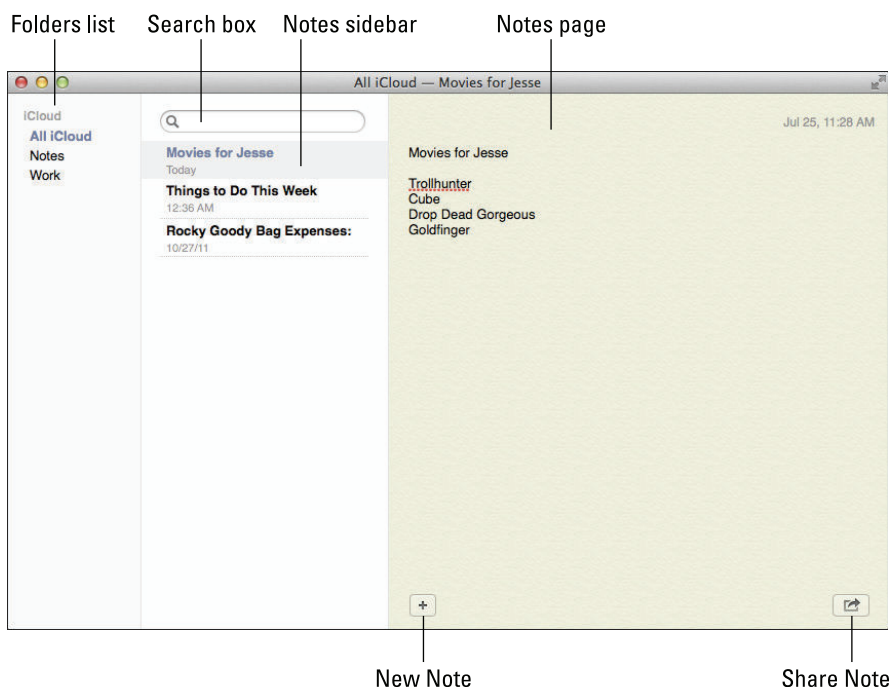 Folders list Search box Notes sidebar Notes page
All iCloud — Movies for Jesse
iCloud
All iCloud
Notes
Work
Movies for Jesse
Today
Things to Do This Week
12:36 AM
Rocky Goody Bag Expenses:
10/27/11
Jul 25, 11:28 AM
Movies for Jesse
Trollhunter
Cube
Drop Dead Gorgeous
Goldfinger
New Note Share Note